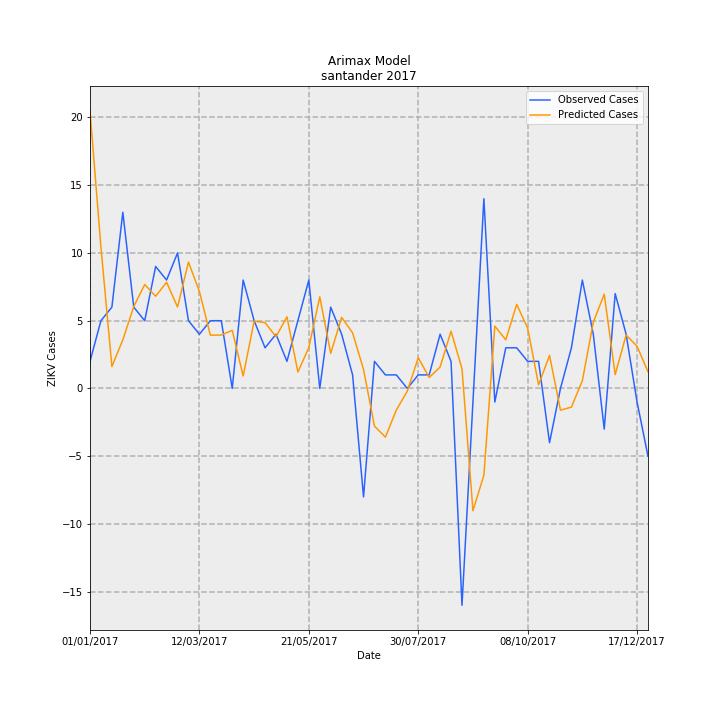 Arimax Model
santander 2017
Observed Cases
Predicted Cases
20
15
10
5
0
−5
−10
−15
ZIKV Cases
01/01/2017 12/03/2017 21/05/2017 30/07/2017 08/10/2017 17/12/2017
Date